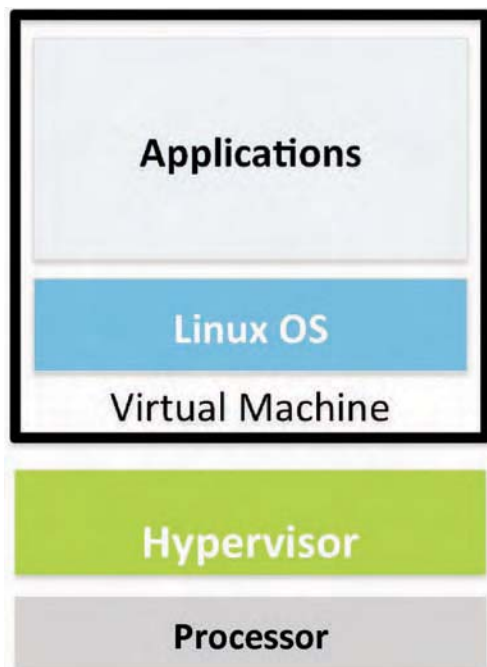 Applications
Linux OS
Virtual Machine
Hypervisor
Processor